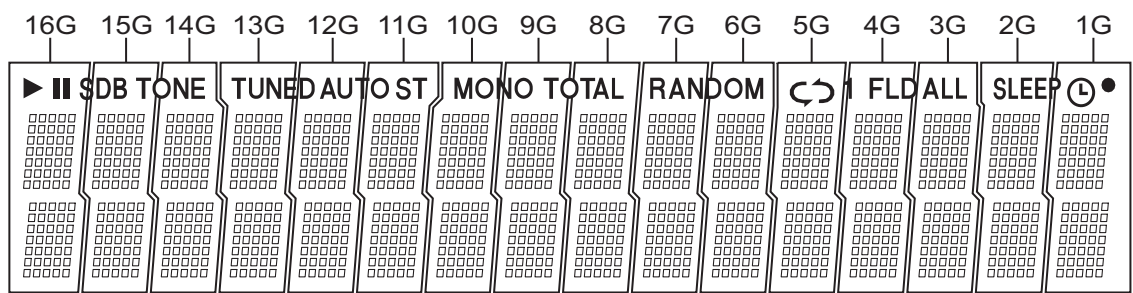 16G 15G 14G 13G 12G 11G 10G 9G 8G 7G 6G 5G 4G 3G 2G 1G
SDB TONE TUNED AUTO ST MONO TOTAL RANDOM 1 FLD ALL SLEEP